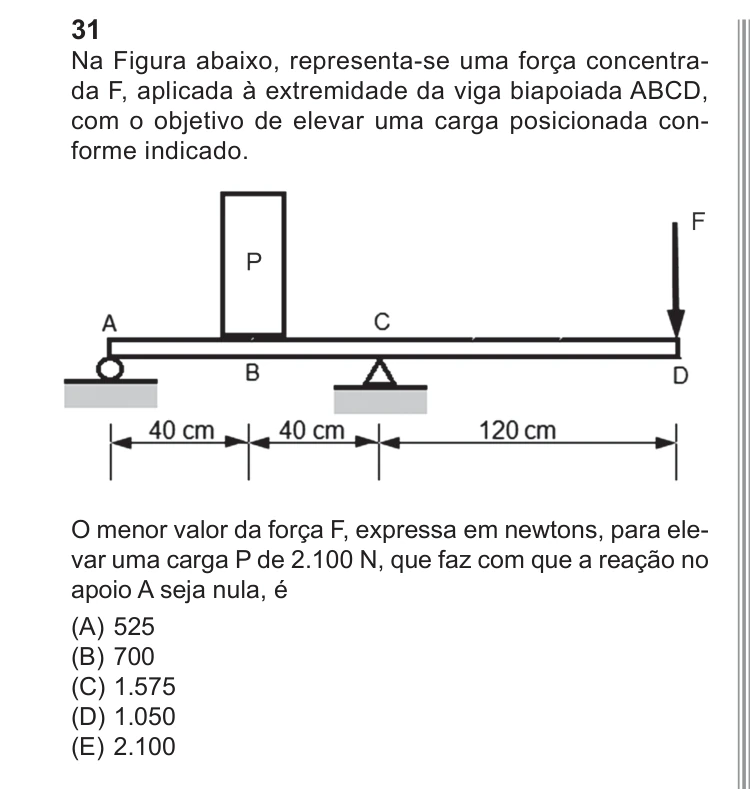 31
Na Figura abaixo, representa-se uma força concentra-
da F, aplicada à extremidade da viga biapoiada ABCD,
com o objetivo de elevar uma carga posicionada con-
forme indicado.
F
P
A
C
B
D
40 cm
40 cm
120 cm
O menor valor da força F, expressa em newtons, para ele-
var uma carga P de 2.100 N, que faz com que a reação no
apoio A seja nula, é
(A) 525
(B) 700
(C) 1.575
(D) 1.050
(E) 2.100